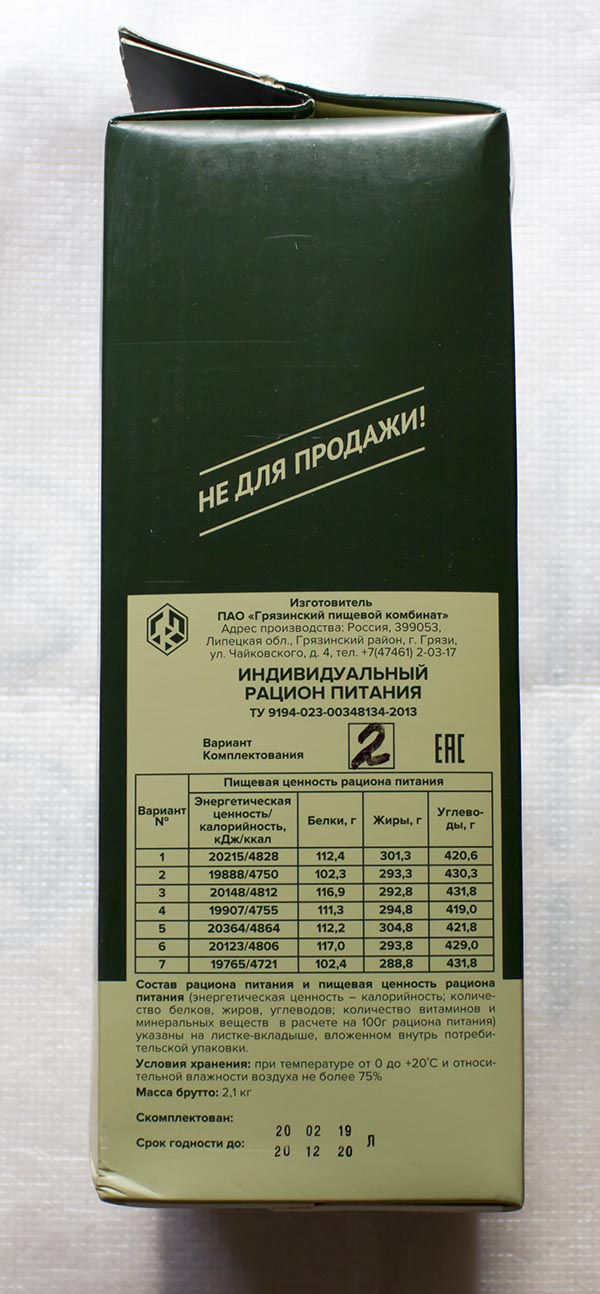 НЕ ДЛЯ ПРОДАЖИ!
Изготовитель
ПАО «Грязинский пищевой комбинат»
Адрес производства: Россия, 399053,
Липецкая обл., Грязинский район, г. Грязи,
ул. Чайковского, д. 4, тел. +7(47461) 2-03-17
ИНДИВИДУАЛЬНЫЙ
РАЦИОН ПИТАНИЯ
ТУ 9194-023-00348134-2013
Вариант
Комплектования
2
ЕАС
Вариант №
Пищевая ценность рациона питания
Энергетическая ценность/ калорийность, кДж/ккал Белки, г Жиры, г Углево- ды, г
1 20215/4828 112,4 301,3 420,6
2 19888/4750 102,3 293,3 430,3
3 20148/4812 116,9 292,8 431,8
4 19907/4755 111,3 294,8 419,0
5 20364/4864 112,2 304,8 421,8
6 20123/4806 117,0 293,8 429,0
7 19765/4721 102,4 288,8 431,8
Состав рациона питания и пищевая ценность рациона
питания (энергетическая ценность – калорийность; количе-
ство белков, жиров, углеводов; количество витаминов и
минеральных веществ в расчете на 100г рациона питания)
указаны на листке-вкладыше, вложенном внутрь потреби-
тельской упаковки.
Условия хранения: при температуре от 0 до +20°С и относи-
тельной влажности воздуха не более 75%
Масса брутто: 2,1 кг
Скомплектован: 20 02 19
Срок годности до: 20 12 20 Л